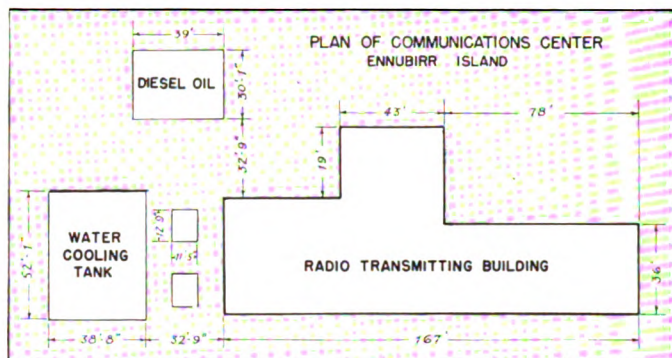 PLAN OF COMMUNICATIONS CENTER
ENNUBIRR ISLAND
39'
DIESEL OIL
30'-1"
43'
78'
32'-9"
19'
WATER
COOLING
TANK
52'-1"
12'-0"
11'-5"
RADIO TRANSMITTING BUILDING
36'
38'-8"
32'-9"
167'